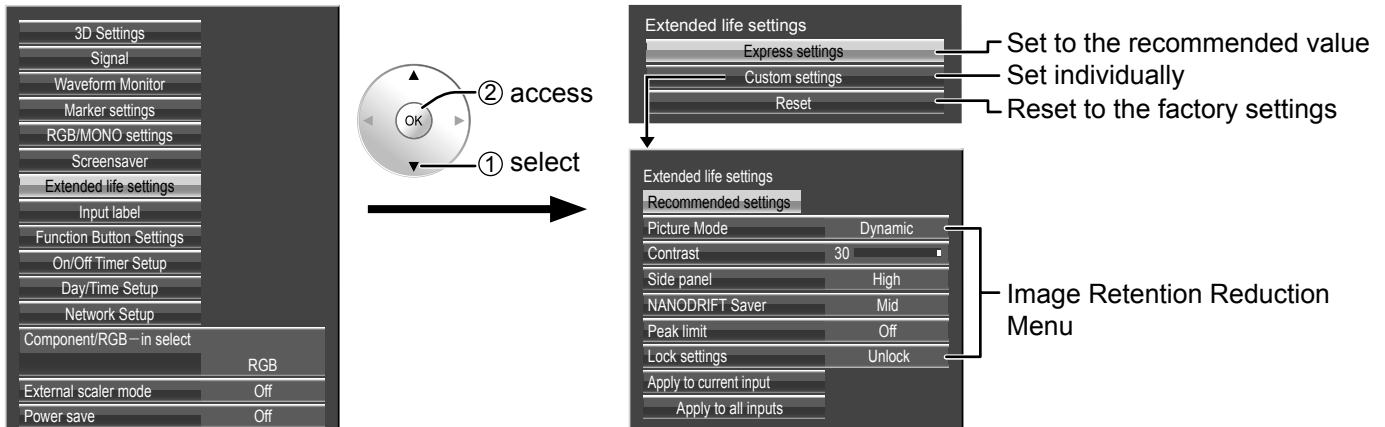 3D Settings
Signal
Waveform Monitor
Marker settings
RGB/MONO settings
Screensaver
Extended life settings
Input label
Function Button Settings
On/Off Timer Setup
Day/Time Setup
Network Setup
Component/RGB－in select
RGB
External scaler mode Off
Power save Off
OK
② access
① select
Extended life settings
Express settings
Custom settings
Reset
Set to the recommended value
Set individually
Reset to the factory settings
Extended life settings
Recommended settings
Picture Mode Dynamic
Contrast 30
Side panel High
NANODRIFT Saver Mid
Peak limit Off
Lock settings Unlock
Apply to current input
Apply to all inputs
Image Retention Reduction
Menu